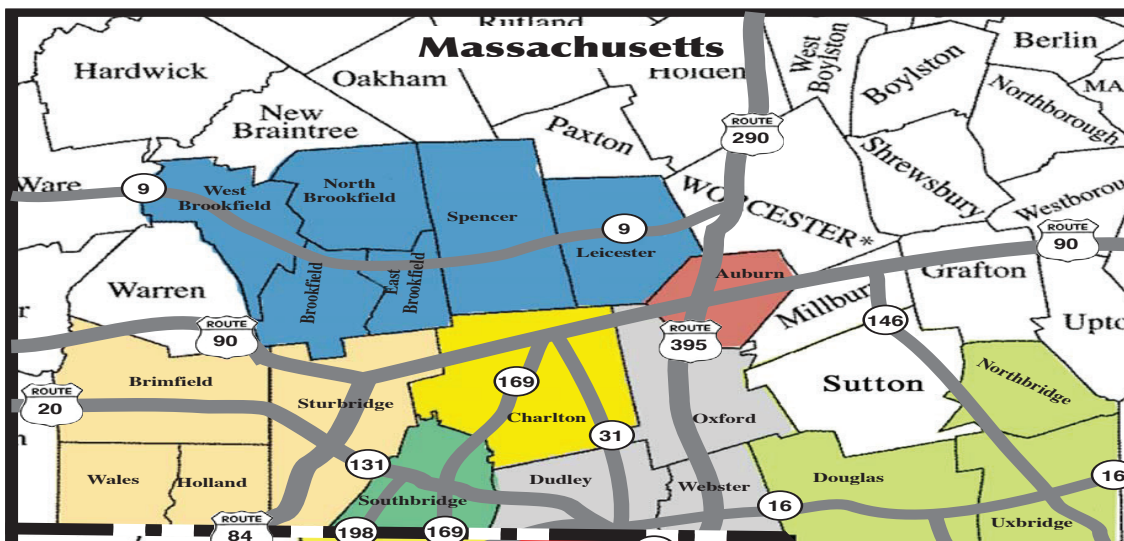 Rutland
Massachusetts
Hardwick
Oakham
Holden
West
Boylston
Boylston
Berlin
MA
Northborough
New
Braintree
Paxton
ROUTE
290
Shrewsbury
Ware
9
West
Brookfield
North
Brookfield
Spencer
9
Leicester
WORCESTER*
Westborou
ROUTE
90
Auburn
Grafton
Warren
Brookfield
East
Brookfield
Millbur
146
Upto
r
ROUTE
90
ROUTE
395
Brimfield
ROUTE
20
Sturbridge
169
Charlton
31
Oxford
Sutton
Northbridge
n
Wales
Holland
131
Southbridge
Dudley
Webster
16
Douglas
16
Uxbridge
ROUTE
84
198
169